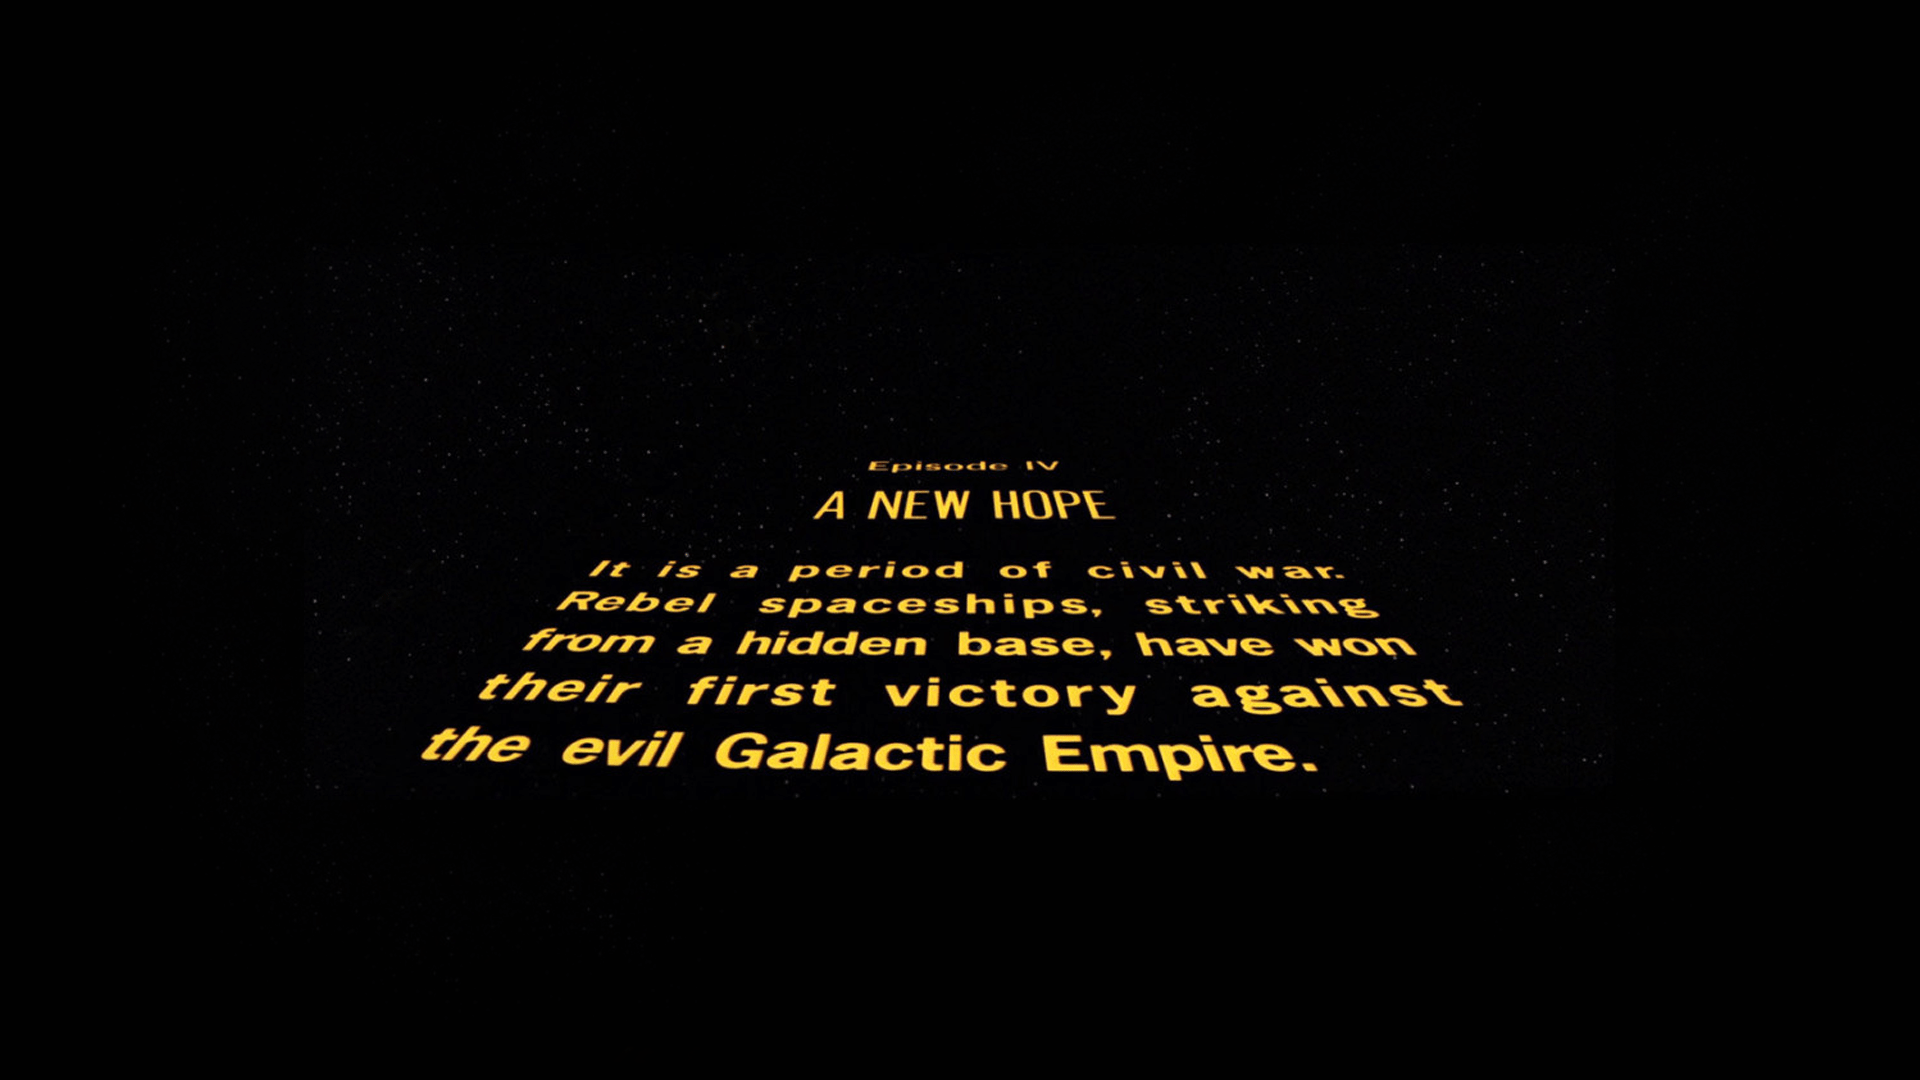 Episode IV
A NEW HOPE
It is a period of civil war.
Rebel spaceships, striking
from a hidden base, have won
their first victory against
the evil Galactic Empire.